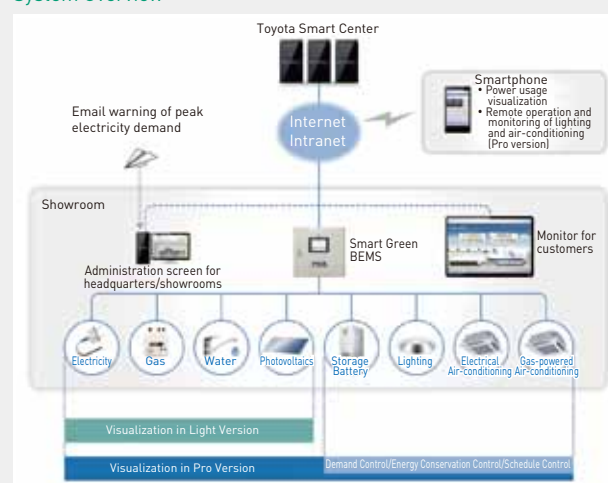 System overview
Toyota Smart Center
Smartphone
• Power usage
visualization
• Remote operation and
monitoring of lighting
and air-conditioning
(Pro version)
Internet
Intranet
Email warning of peak
electricity demand
Showroom
Administration screen for
headquarters/showrooms
Smart Green
BEMS
Monitor for
customers
Electricity
Gas
Water
Photovoltaics
Storage
Battery
Lighting
Electrical
Air-conditioning
Gas-powered
Air-conditioning
Visualization in Light Version
Visualization in Pro Version
Demand Control/Energy Conservation Control/Schedule Control